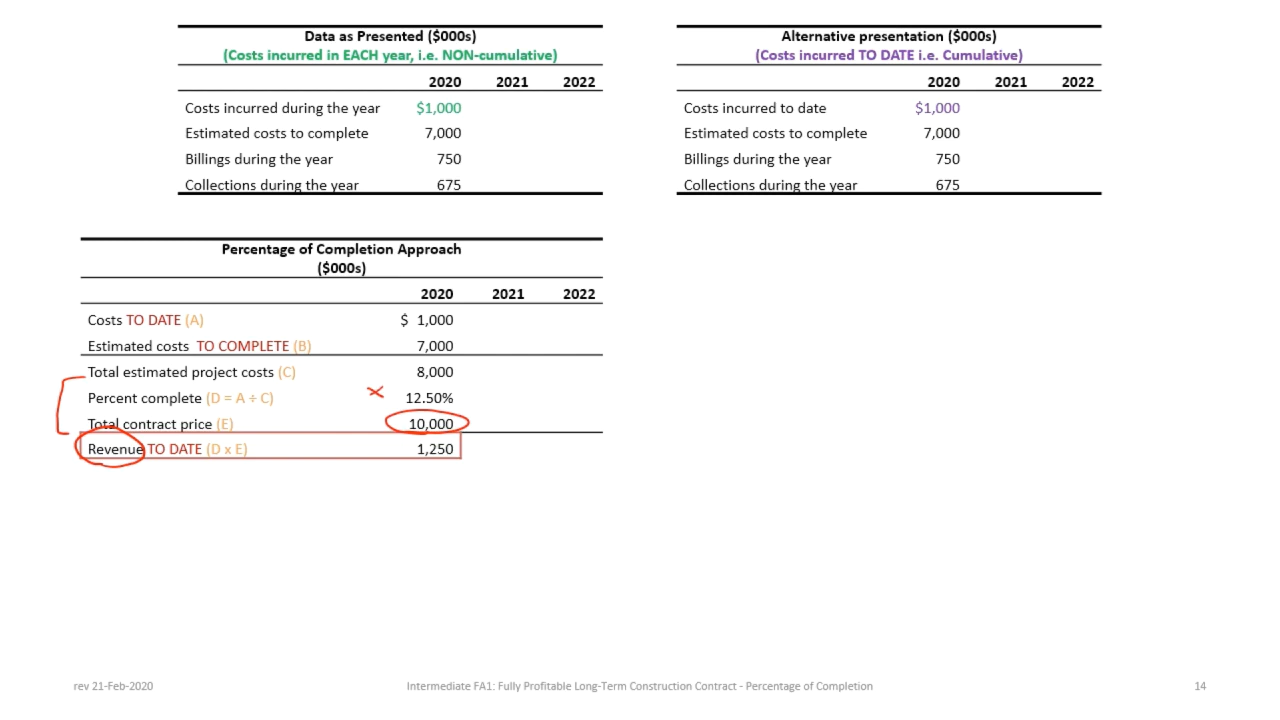 Data as Presented ($000s)
(Costs incurred in EACH year, i.e. NON-cumulative)
2020 2021 2022
Costs incurred during the year $1,000
Estimated costs to complete 7,000
Billings during the year 750
Collections during the year 675
Alternative presentation ($000s)
(Costs incurred TO DATE i.e. Cumulative)
2020 2021 2022
Costs incurred to date $1,000
Estimated costs to complete 7,000
Billings during the year 750
Collections during the year 675
Percentage of Completion Approach
($000s)
2020 2021 2022
Costs TO DATE (A) $ 1,000
Estimated costs TO COMPLETE (B) 7,000
Total estimated project costs (C) 8,000
Percent complete (D = A ÷ C) × 12.50%
Total contract price (E) 10,000
Revenue TO DATE (D x E) 1,250
rev 21-Feb-2020 Intermediate FA1: Fully Profitable Long-Term Construction Contract - Percentage of Completion 14